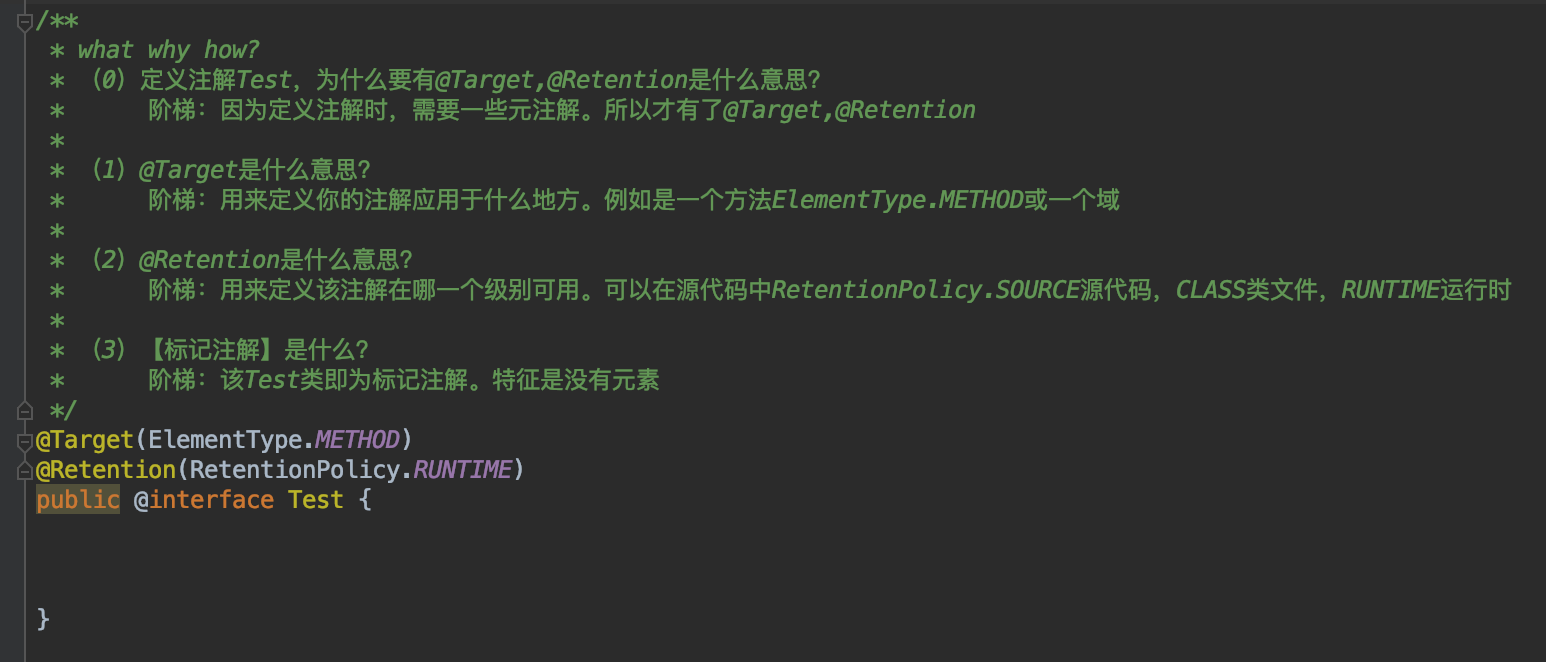 /**
 * what why how?
 * （0）定义注解Test，为什么要有@Target,@Retention是什么意思？
 *      阶梯：因为定义注解时，需要一些元注解。所以才有了@Target,@Retention
 *
 * （1）@Target是什么意思？
 *      阶梯：用来定义你的注解应用于什么地方。例如是一个方法ElementType.METHOD或一个域
 *
 * （2）@Retention是什么意思？
 *      阶梯：用来定义该注解在哪一个级别可用。可以在源代码中RetentionPolicy.SOURCE源代码，CLASS类文件，RUNTIME运行时
 *
 * （3）【标记注解】是什么？
 *      阶梯：该Test类即为标记注解。特征是没有元素
 */
@Target(ElementType.METHOD)
@Retention(RetentionPolicy.RUNTIME)
public @interface Test {
}